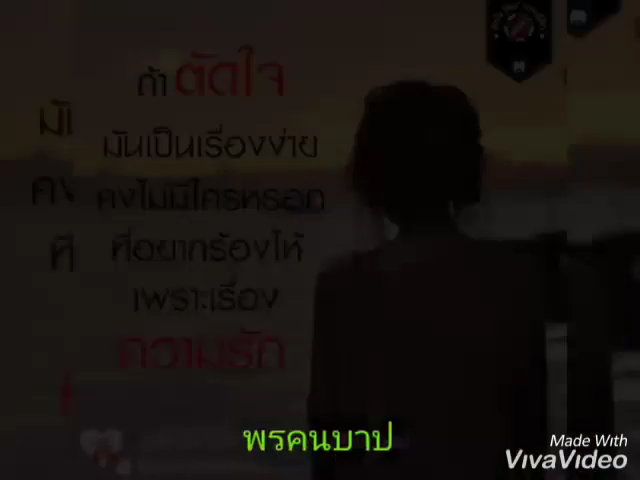 ถ้าตัดใจ
มันเป็นเรื่องง่าย
คงไม่มีใครหรอก
ที่อยากร้องไห้
เพราะเรื่อง
ความรัก
พรคนบาป
Made With
VivaVideo